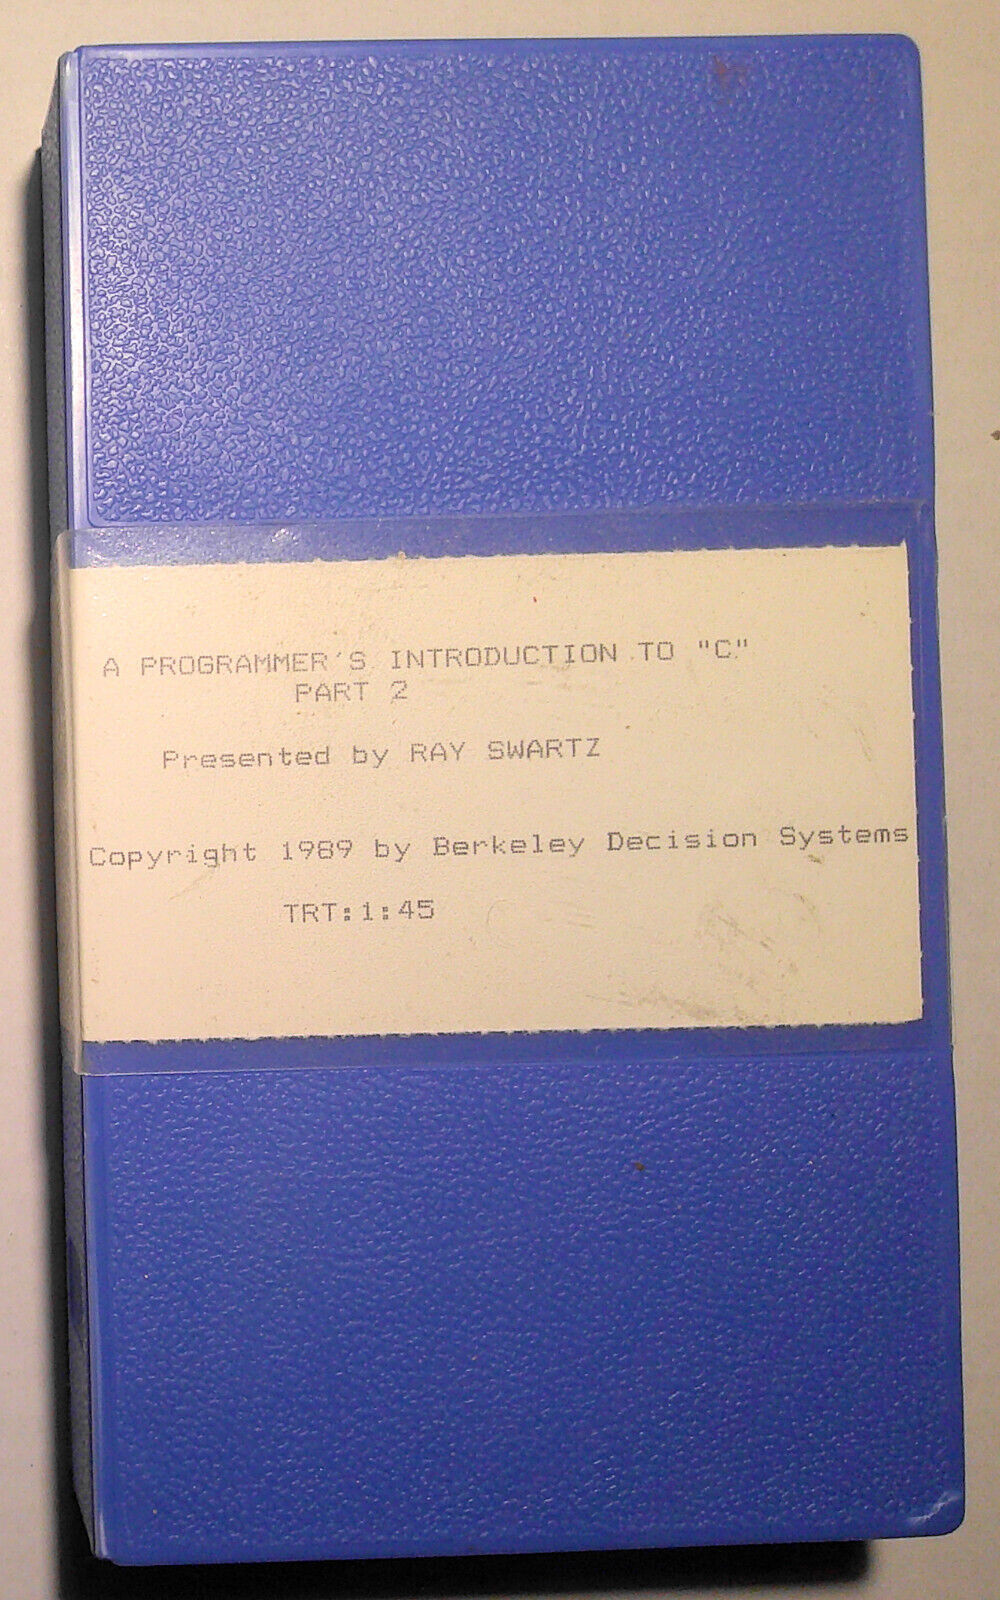 A PROGRAMMER'S INTRODUCTION TO "C"
PART 2
Presented by RAY SWARTZ
Copyright 1989 by Berkeley Decision Systems
TRT:1:45